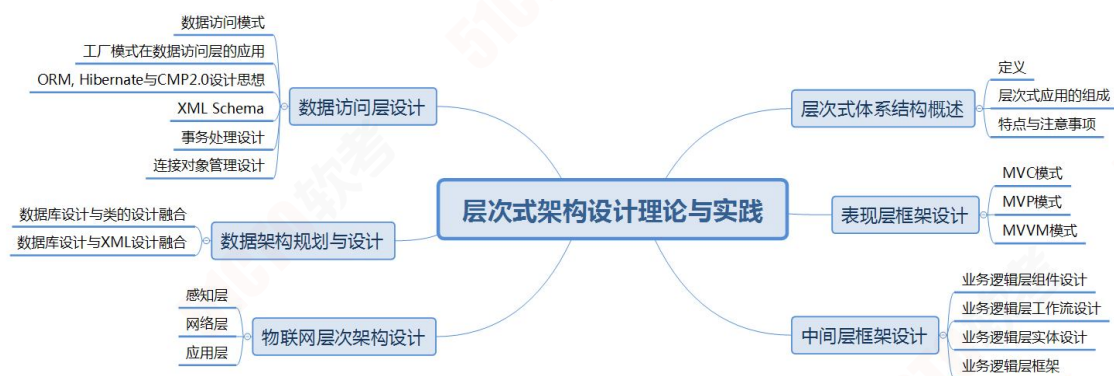 层次式架构设计理论与实践
层次式体系结构概述
定义
层次式应用的组成
特点与注意事项
表现层框架设计
MVC模式
MVP模式
MVVM模式
中间层框架设计
业务逻辑层组件设计
业务逻辑层工作流设计
业务逻辑层实体设计
业务逻辑层框架
数据访问层设计
数据访问模式
工厂模式在数据访问层的应用
ORM, Hibernate与CMP2.0设计思想
XML Schema
事务处理设计
连接对象管理设计
数据架构规划与设计
数据库设计与类的设计融合
数据库设计与XML设计融合
物联网层次架构设计
感知层
网络层
应用层
51CTO软考